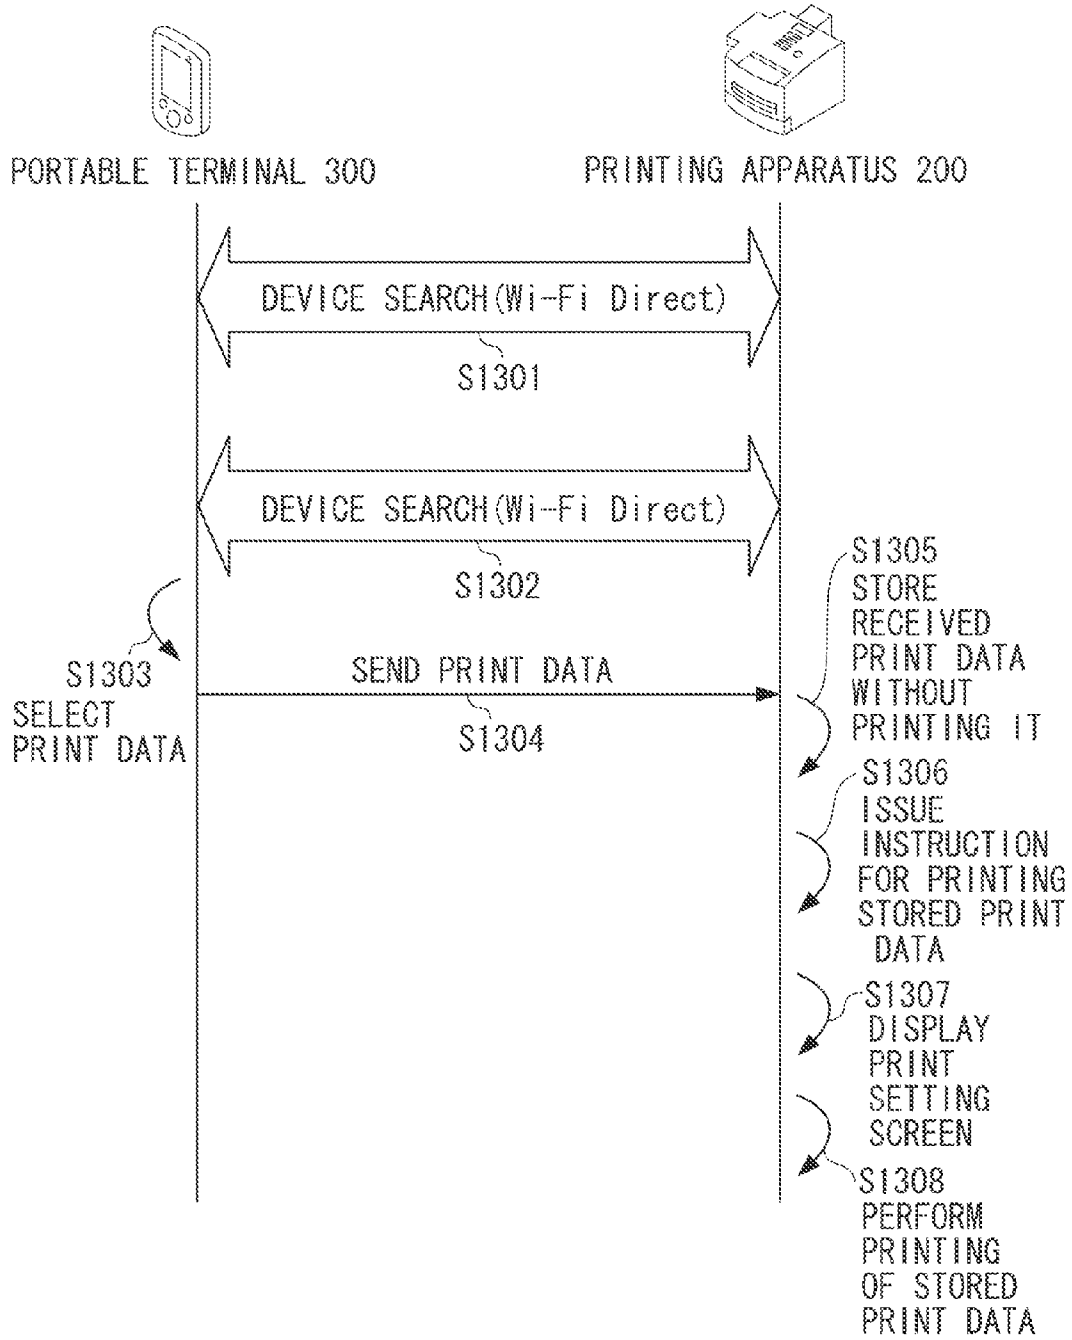 PORTABLE TERMINAL 300
PRINTING APPARATUS 200
DEVICE SEARCH(Wi-Fi Direct)
S1301
DEVICE SEARCH(Wi-Fi Direct)
S1302
S1303
SELECT
PRINT DATA
SEND PRINT DATA
S1304
S1305
STORE
RECEIVED
PRINT DATA
WITHOUT
PRINTING IT
S1306
ISSUE
INSTRUCTION
FOR PRINTING
STORED PRINT
DATA
S1307
DISPLAY
PRINT
SETTING
SCREEN
S1308
PERFORM
PRINTING
OF STORED
PRINT DATA